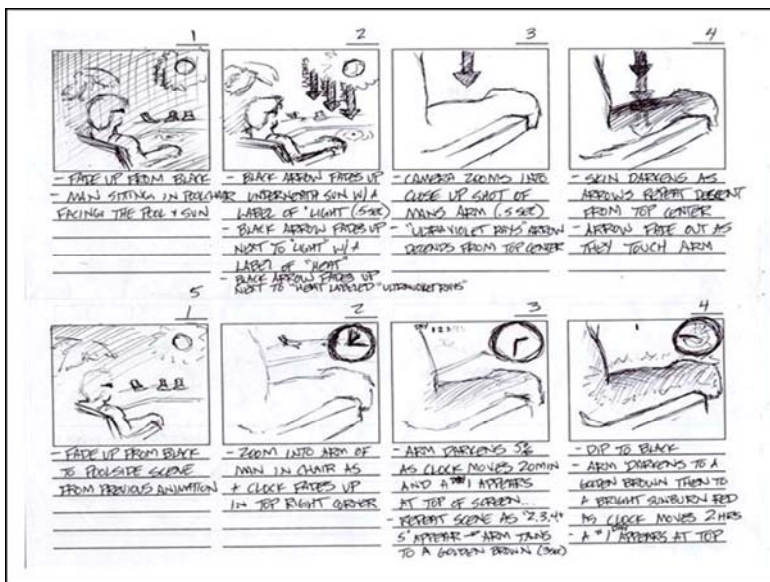 1
- FADE UP FROM BLACK
- MAN SITTING IN POOLCHAIR
FACING THE POOL + SUN
2
- BLACK ARROW FADES UP
UNDERNEATH SUN W/ A
LABEL OF "LIGHT" (.5SEC)
- BLACK ARROW FADES UP
NEXT TO "LIGHT" W/ A
LABEL OF "HEAT"
- BLACK ARROW FADES UP
NEXT TO "HEAT LABELED "ULTRAVIOLET RAYS"
3
- CAMERA ZOOMS INTO
CLOSE UP SHOT OF
MANS ARM (.5 SEC)
- "ULTRAVIOLET RAYS" ARROW
DECENDS FROM TOP CENTER
4
- SKIN DARKENS AS
ARROWS REPEAT DESCENT
FROM TOP CENTER
- ARROW FADE OUT AS
THEY TOUCH ARM
5
1
- FADE UP FROM BLACK
TO POOLSIDE SCENE
FROM PREVIOUS ANIMATION
2
- ZOOM INTO ARM OF
MAN IN CHAIR AS
A CLOCK FADES UP
IN TOP RIGHT CORNER
3
- ARM DARKENS 5%
AS CLOCK MOVES 20MIN
AND A "1 APPEARS
AT TOP OF SCREEN...
- REPEAT SCENE AS "2.3.4+
5" APPEAR ARM TANS
TO A GOLDEN BROWN (3SEC)
4
- DIP TO BLACK
- ARM DARKENS TO A
GOLDEN BROWN THEN TO
A BRIGHT SUNBURN RED
AS CLOCK MOVES 2HRS
- A "DAY 1" APPEARS AT TOP